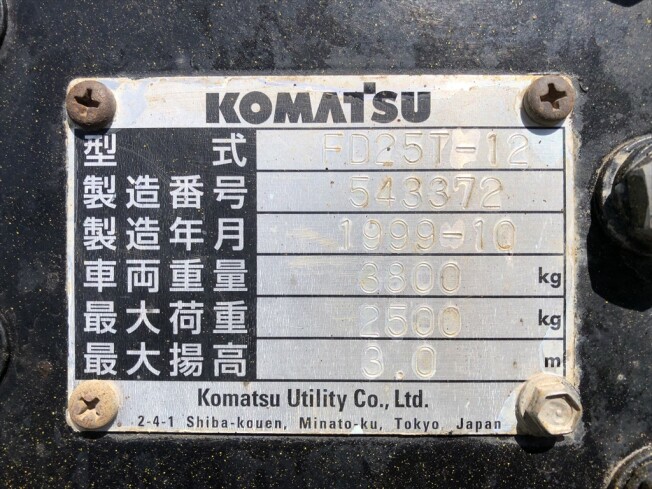 KOMATSU
型式 FD25T-12
製造番号 543372
製造年月 1999-10
車両重量 3800 kg
最大荷重 2500 kg
最大揚高 3.0 m
Komatsu Utility Co., Ltd.
2-4-1 Shiba-kouen, Minato-ku, Tokyo, Japan